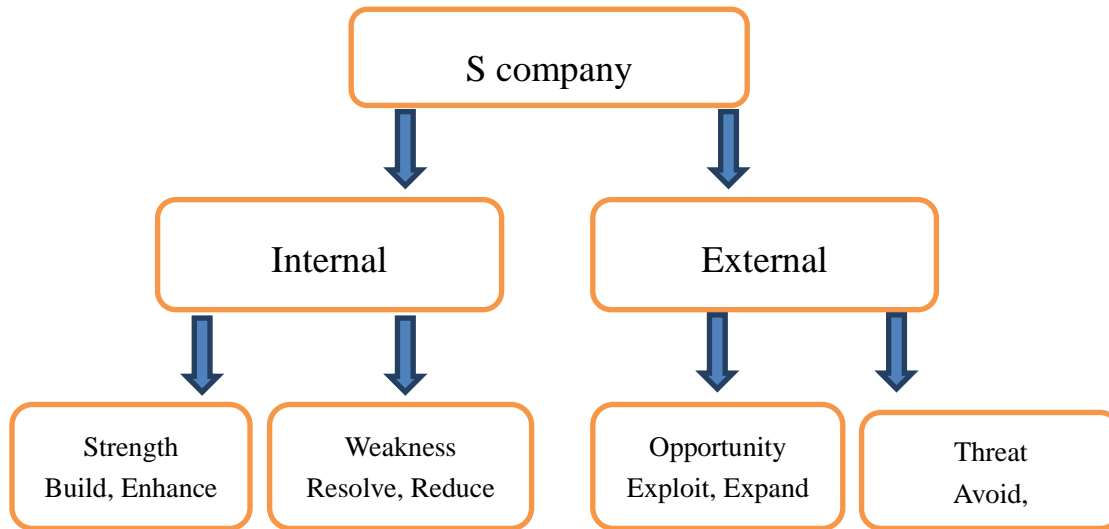 S company
Internal
External
Strength
Build, Enhance
Weakness
Resolve, Reduce
Opportunity
Exploit, Expand
Threat
Avoid,